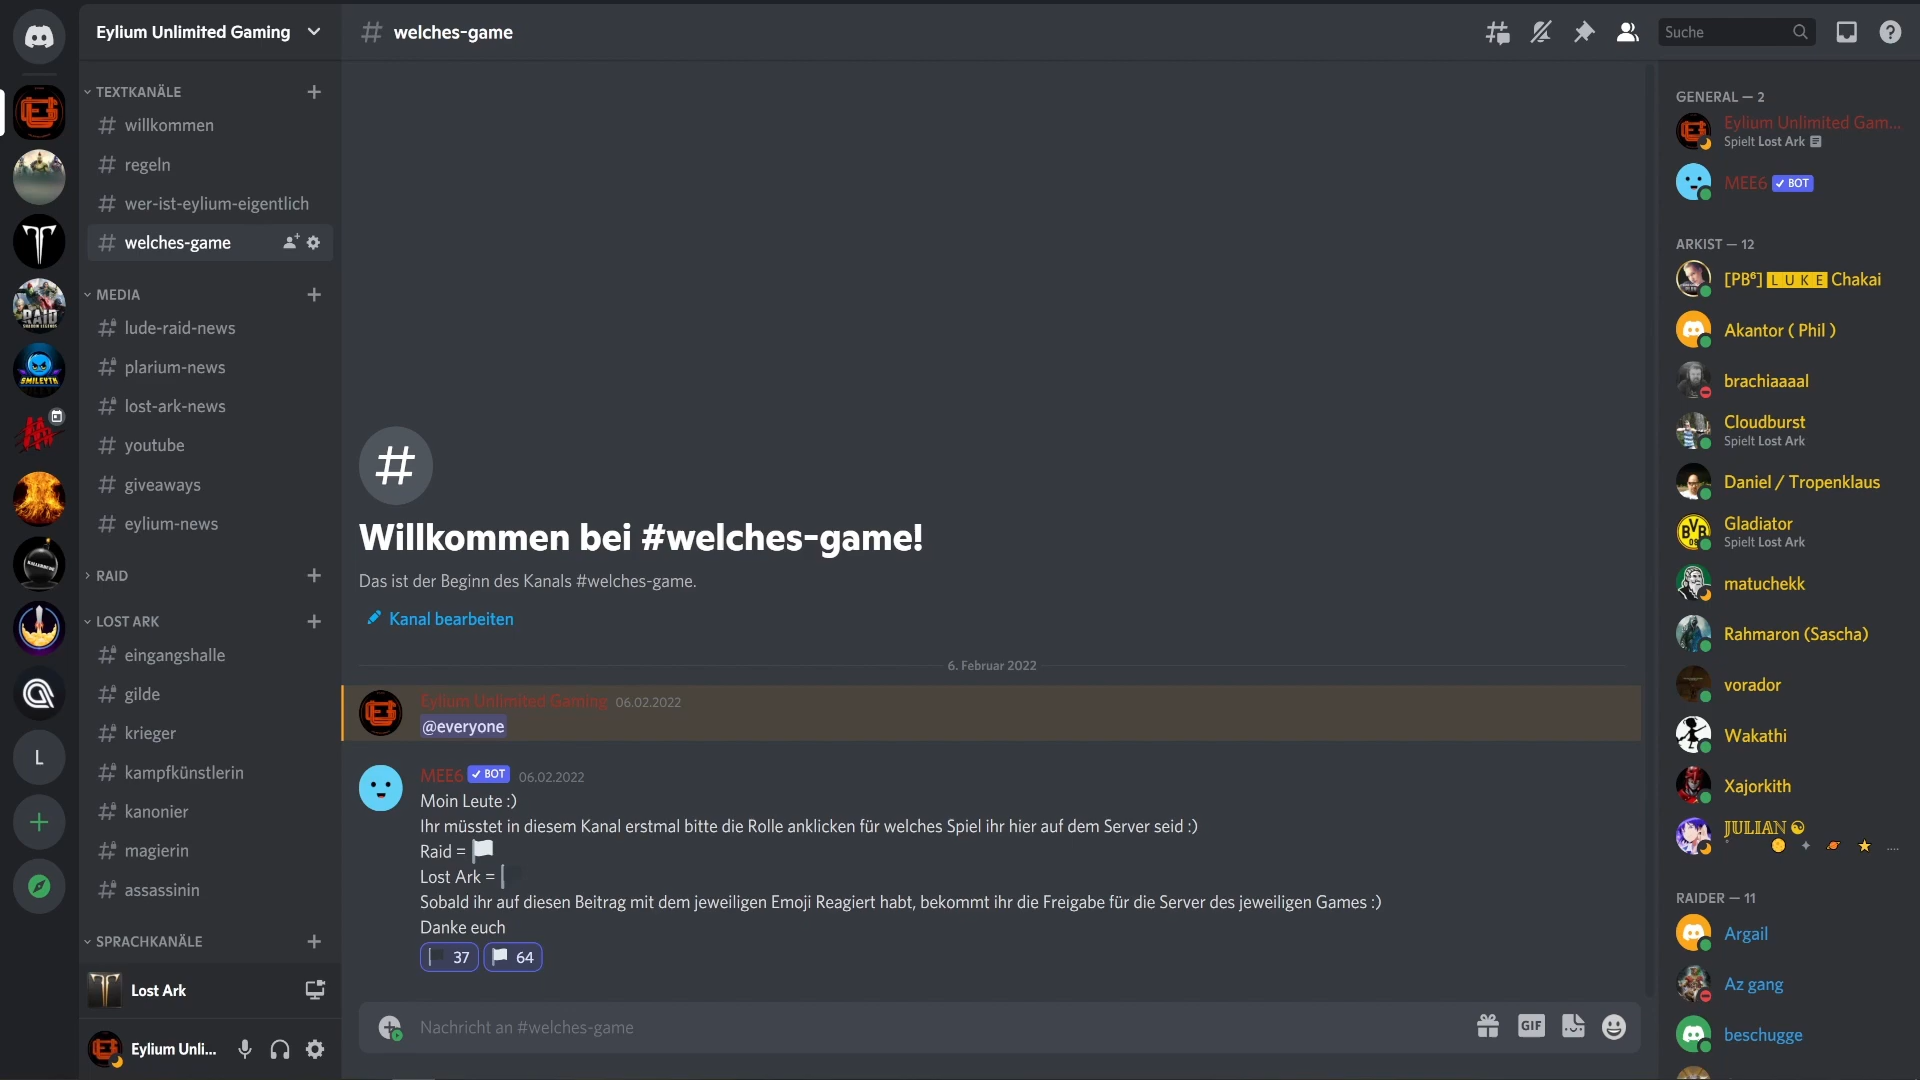 Eylium Unlimited Gaming
TEXTKANÄLE
willkommen
regeln
wer-ist-eylium-eigentlich
welches-game
MEDIA
lude-raid-news
plarium-news
lost-ark-news
youtube
giveaways
eylium-news
RAID
LOST ARK
eingangshalle
gilde
krieger
kampfkünstlerin
kanonier
magierin
assassinin
SPRACHKANÄLE
Lost Ark
Eylium Unli...
RAID
SMILEYTH
L
# welches-game
Suche
#
Willkommen bei #welches-game!
Das ist der Beginn des Kanals #welches-game.
Kanal bearbeiten
6. Februar 2022
Eylium Unlimited Gaming 06.02.2022
@everyone
MEE6 ✓ BOT 06.02.2022
Moin Leute :)
Ihr müsstet in diesem Kanal erstmal bitte die Rolle anklicken für welches Spiel ihr hier auf dem Server seid :)
Raid = 🏳
Lost Ark = 🏴
Sobald ihr auf diesen Beitrag mit dem jeweiligen Emoji Reagiert habt, bekommt ihr die Freigabe für die Server des jeweiligen Games :)
Danke euch
37 64
Nachricht an #welches-game
GIF
GENERAL — 2
Eylium Unlimited Gam...
Spielt Lost Ark
MEE6 ✓ BOT
ARKIST — 12
[PB⁶] LUKE Chakai
Akantor ( Phil )
brachiaaaal
Cloudburst
Spielt Lost Ark
Daniel / Tropenklaus
BVB
09
Gladiator
Spielt Lost Ark
matuchekk
Rahmaron (Sascha)
vorador
Wakathi
Xajorkith
JULIAN ☯
....
RAIDER — 11
Argail
Az gang
beschugge